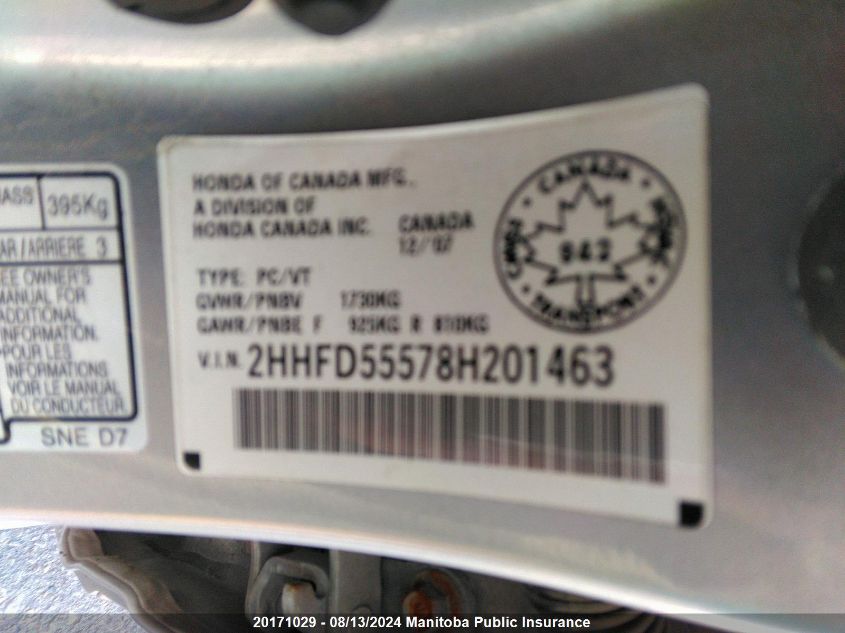 ASS 395Kg
AR/ARRIERE 3
EE OWNER'S
MANUAL FOR
ADDITIONAL
INFORMATION.
POUR LES
INFORMATIONS
VOIR LE MANUAL
DU CONDUCTEUR
SNE D7
HONDA OF CANADA MFG.,
A DIVISION OF
HONDA CANADA INC. CANADA
12/07
TYPE: PC/VT
GVWR/PNBV 1730KG
GAWR/PNBE F 925KG R 810KG
V.I.N. 2HHFD55578H201463
CANADA
943
TRANSPORT
20171029 - 08/13/2024 Manitoba Public Insurance